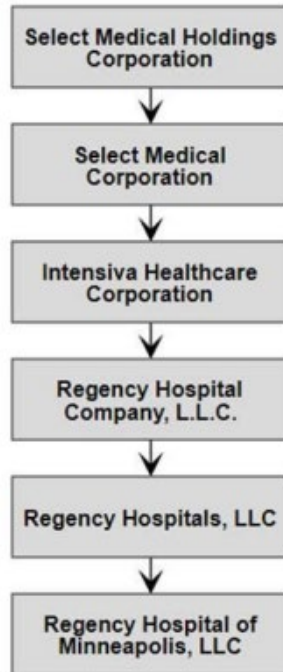 Select Medical Holdings
Corporation
Select Medical
Corporation
Intensiva Healthcare
Corporation
Regency Hospital
Company, L.L.C.
Regency Hospitals, LLC
Regency Hospital of
Minneapolis, LLC